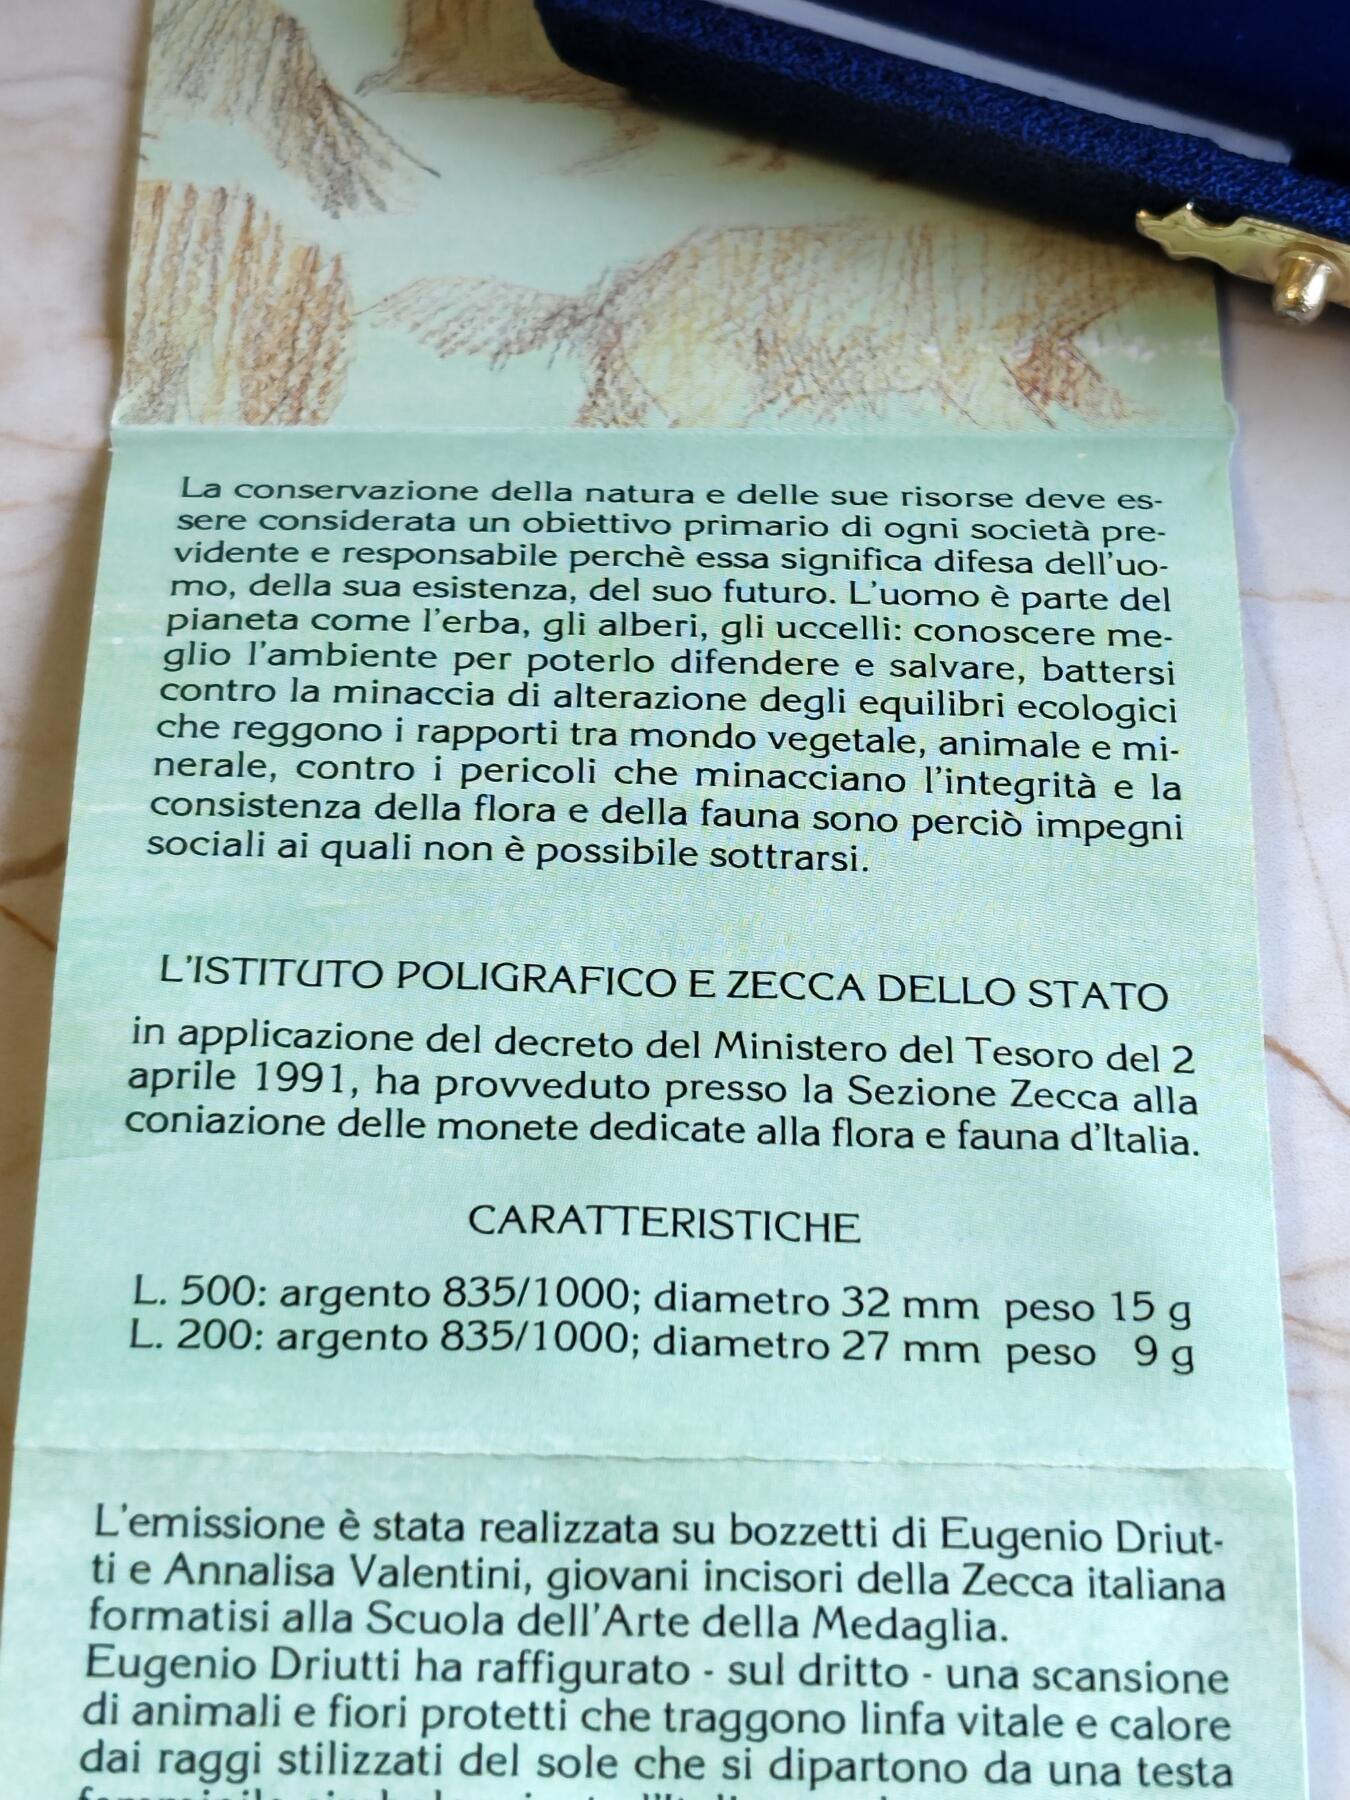 La conservazione della natura e delle sue risorse deve es-
sere considerata un obiettivo primario di ogni società pre-
vidente e responsabile perchè essa significa difesa dell'uo-
mo, della sua esistenza, del suo futuro. L'uomo è parte del
pianeta come l'erba, gli alberi, gli uccelli: conoscere me-
glio l'ambiente per poterlo difendere e salvare, battersi
contro la minaccia di alterazione degli equilibri ecologici
che reggono i rapporti tra mondo vegetale, animale e mi-
nerale, contro i pericoli che minacciano l'integrità e la
consistenza della flora e della fauna sono perciò impegni
sociali ai quali non è possibile sottrarsi.
L'ISTITUTO POLIGRAFICO E ZECCA DELLO STATO
in applicazione del decreto del Ministero del Tesoro del 2
aprile 1991, ha provveduto presso la Sezione Zecca alla
coniazione delle monete dedicate alla flora e fauna d'Italia.
CARATTERISTICHE
L. 500: argento 835/1000; diametro 32 mm peso 15 g
L. 200: argento 835/1000; diametro 27 mm peso 9 g
L'emissione è stata realizzata su bozzetti di Eugenio Driut-
ti e Annalisa Valentini, giovani incisori della Zecca italiana
formatisi alla Scuola dell'Arte della Medaglia.
Eugenio Driutti ha raffigurato - sul dritto - una scansione
di animali e fiori protetti che traggono linfa vitale e calore
dai raggi stilizzati del sole che si dipartono da una testa